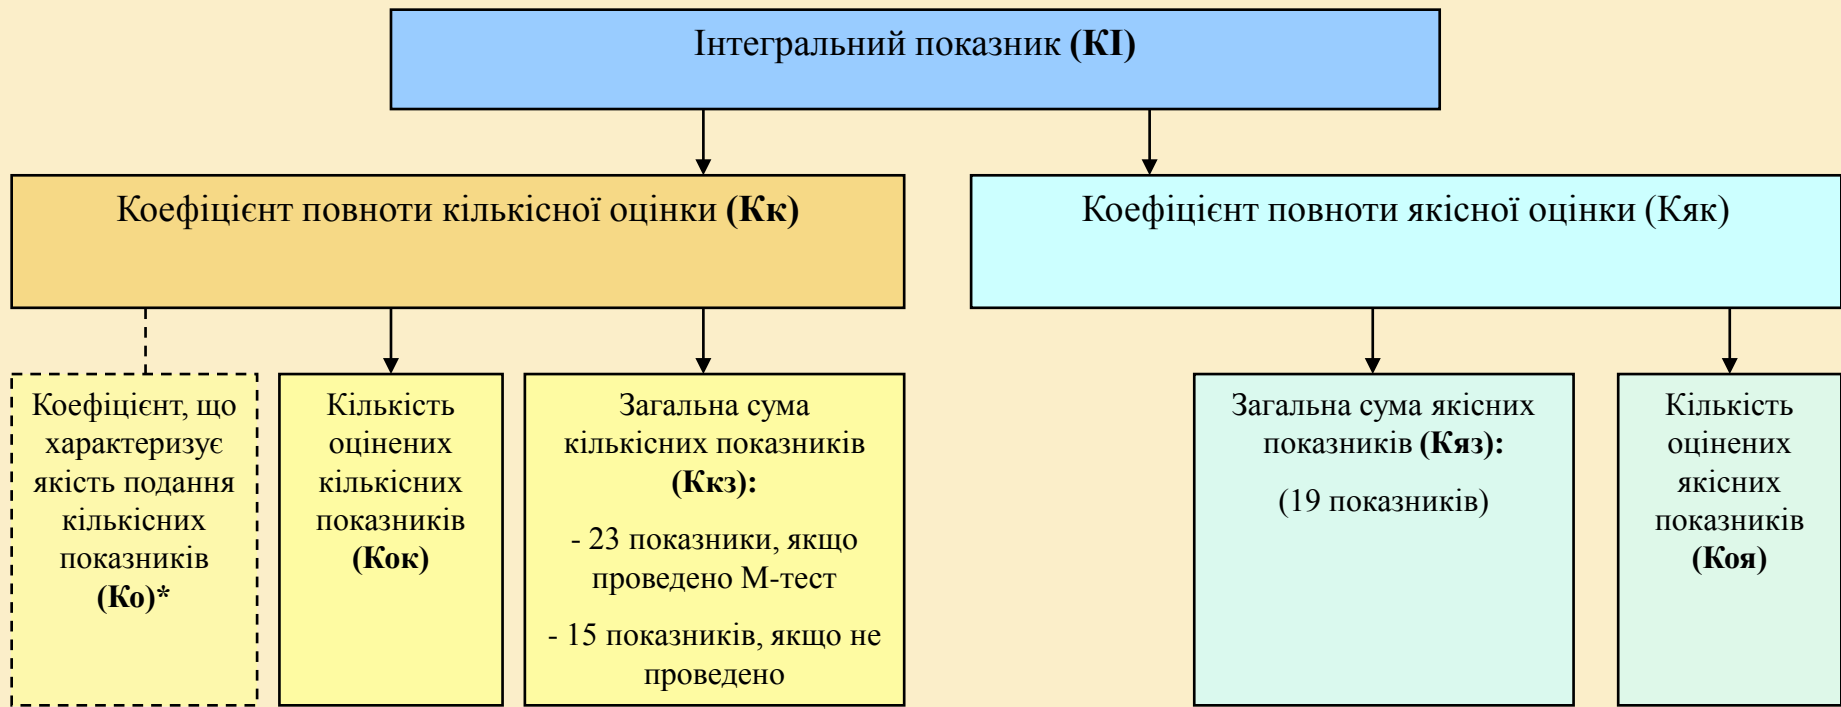 Інтегральний показник (КІ)
Коефіцієнт повноти кількісної оцінки (Кк)
Коефіцієнт повноти якісної оцінки (Кяк)
Коефіцієнт, що
характеризує
якість подання
кількісних
показників
(Ко)*
Кількість
оцінених
кількісних
показників
(Кок)
Загальна сума
кількісних показників
(Ккз):
- 23 показники, якщо
проведено М-тест
- 15 показників, якщо не
проведено
Загальна сума якісних
показників (Кяз):
(19 показників)
Кількість
оцінених
якісних
показників
(Коя)